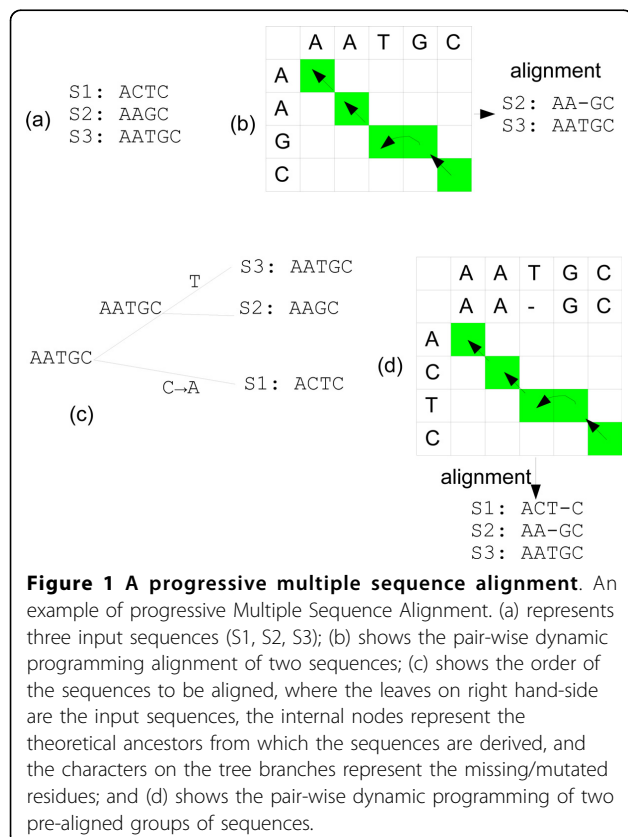 (a)
S1: ACTC
S2: AAGC
S3: AATGC
(b)
A A T G C
A
A
G
C
alignment
S2: AA-GC
S3: AATGC
(c)
AATGC
AATGC
T
S3: AATGC
S2: AAGC
C→A
S1: ACTC
(d)
A A T G C
A A - G C
A
C
T
C
alignment
S1: ACT-C
S2: AA-GC
S3: AATGC
Figure 1 A progressive multiple sequence alignment. An
example of progressive Multiple Sequence Alignment. (a) represents
three input sequences (S1, S2, S3); (b) shows the pair-wise dynamic
programming alignment of two sequences; (c) shows the order of
the sequences to be aligned, where the leaves on right hand-side
are the input sequences, the internal nodes represent the
theoretical ancestors from which the sequences are derived, and
the characters on the tree branches represent the missing/mutated
residues; and (d) shows the pair-wise dynamic programming of two
pre-aligned groups of sequences.